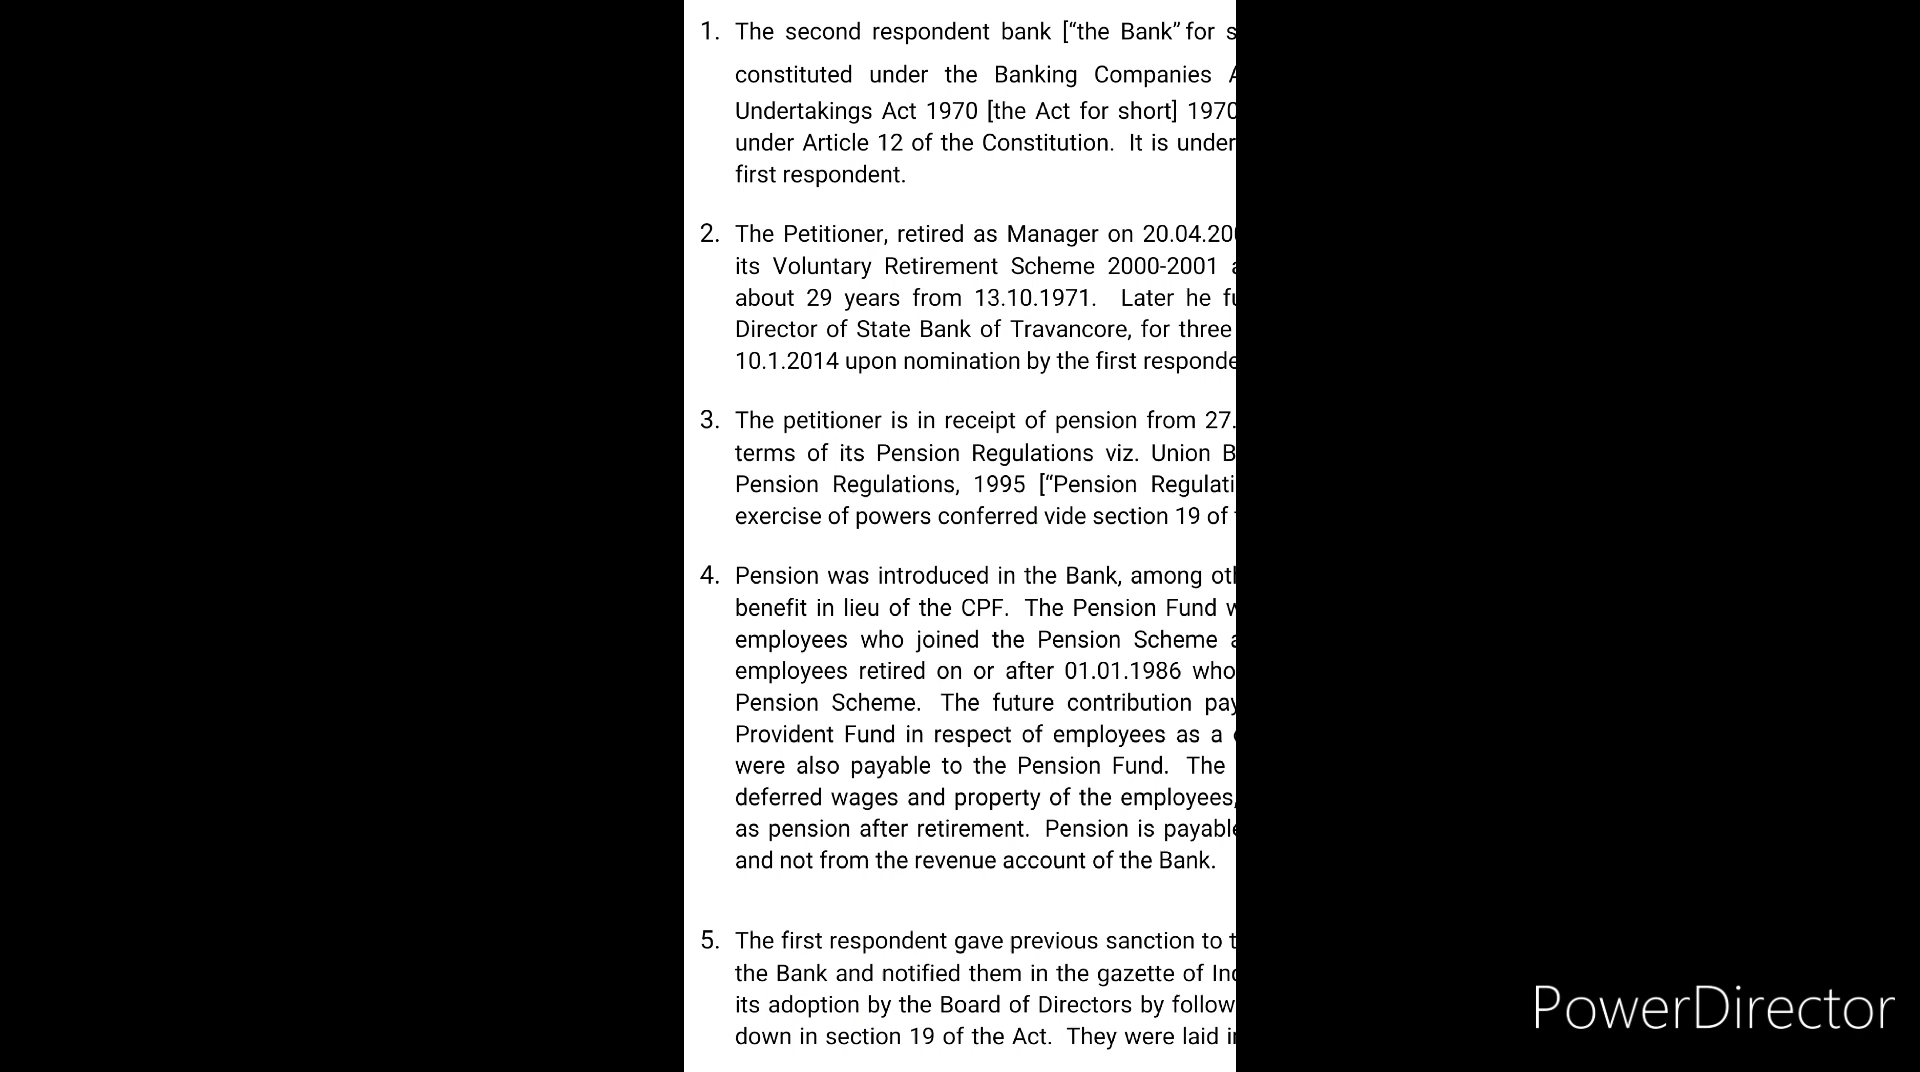 1. The second respondent bank [“the Bank” for
constituted under the Banking Companies
Undertakings Act 1970 [the Act for short] 1970
under Article 12 of the Constitution. It is under
first respondent.
2. The Petitioner, retired as Manager on 20.04.20
its Voluntary Retirement Scheme 2000-2001
about 29 years from 13.10.1971. Later he
Director of State Bank of Travancore, for three
10.1.2014 upon nomination by the first responde
3. The petitioner is in receipt of pension from 27.
terms of its Pension Regulations viz. Union B
Pension Regulations, 1995 [“Pension Regulati
exercise of powers conferred vide section 19 of
4. Pension was introduced in the Bank, among
benefit in lieu of the CPF. The Pension Fund
employees who joined the Pension Scheme
employees retired on or after 01.01.1986 who
Pension Scheme. The future contribution pay
Provident Fund in respect of employees as a
were also payable to the Pension Fund. The
deferred wages and property of the employees,
as pension after retirement. Pension is payable
and not from the revenue account of the Bank.
5. The first respondent gave previous sanction to
the Bank and notified them in the gazette of
its adoption by the Board of Directors by follow
down in section 19 of the Act. They were laid
PowerDirector